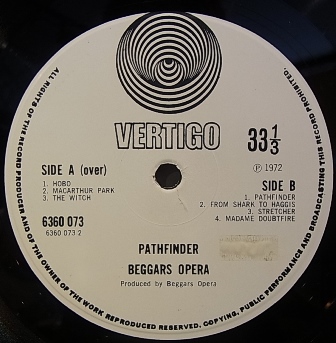 ALL RIGHTS OF THE RECORD PRODUCER AND OF THE OWNER OF THE WORK REPRODUCED RESERVED. COPYING, PUBLIC PERFORMANCE AND BROADCASTING THIS RECORD PROHIBITED.
VERTIGO
33 1/3
SIDE A (over)
1. HOBO
2. MACARTHUR PARK
3. THE WITCH
6360 073
6360 073 2
Ⓟ 1972
SIDE B
1. PATHFINDER
2. FROM SHARK TO HAGGIS
3. STRETCHER
4. MADAME DOUBTFIRE
PATHFINDER
BEGGARS OPERA
Produced by Beggars Opera